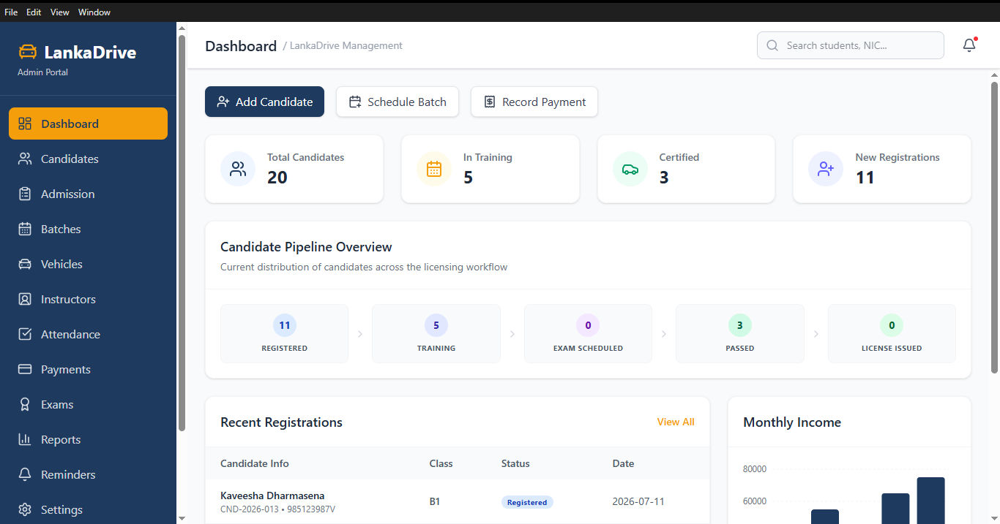 File Edit View Window
LankaDrive
Admin Portal
Dashboard
Candidates
Admission
Batches
Vehicles
Instructors
Attendance
Payments
Exams
Reports
Reminders
Settings
Dashboard / LankaDrive Management
Search students, NIC...
Add Candidate
Schedule Batch
Record Payment
Total Candidates
20
In Training
5
Certified
3
New Registrations
11
Candidate Pipeline Overview
Current distribution of candidates across the licensing workflow
11
REGISTERED
5
TRAINING
0
EXAM SCHEDULED
3
PASSED
0
LICENSE ISSUED
Recent Registrations
View All
Candidate Info Class Status Date
Kaveesha Dharmasena
CND-2026-013 • 985123987V
B1
Registered
2026-07-11
Monthly Income
80000
60000